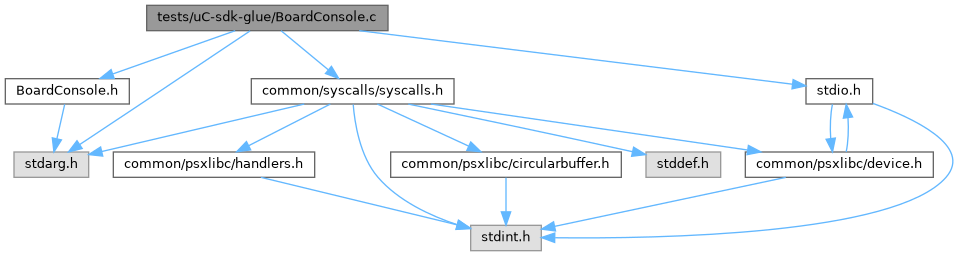 tests/uC-sdk-glue/BoardConsole.c
BoardConsole.h
common/syscalls/syscalls.h
stdio.h
stdarg.h
common/psxlibc/handlers.h
common/psxlibc/circularbuffer.h
stddef.h
common/psxlibc/device.h
stdint.h